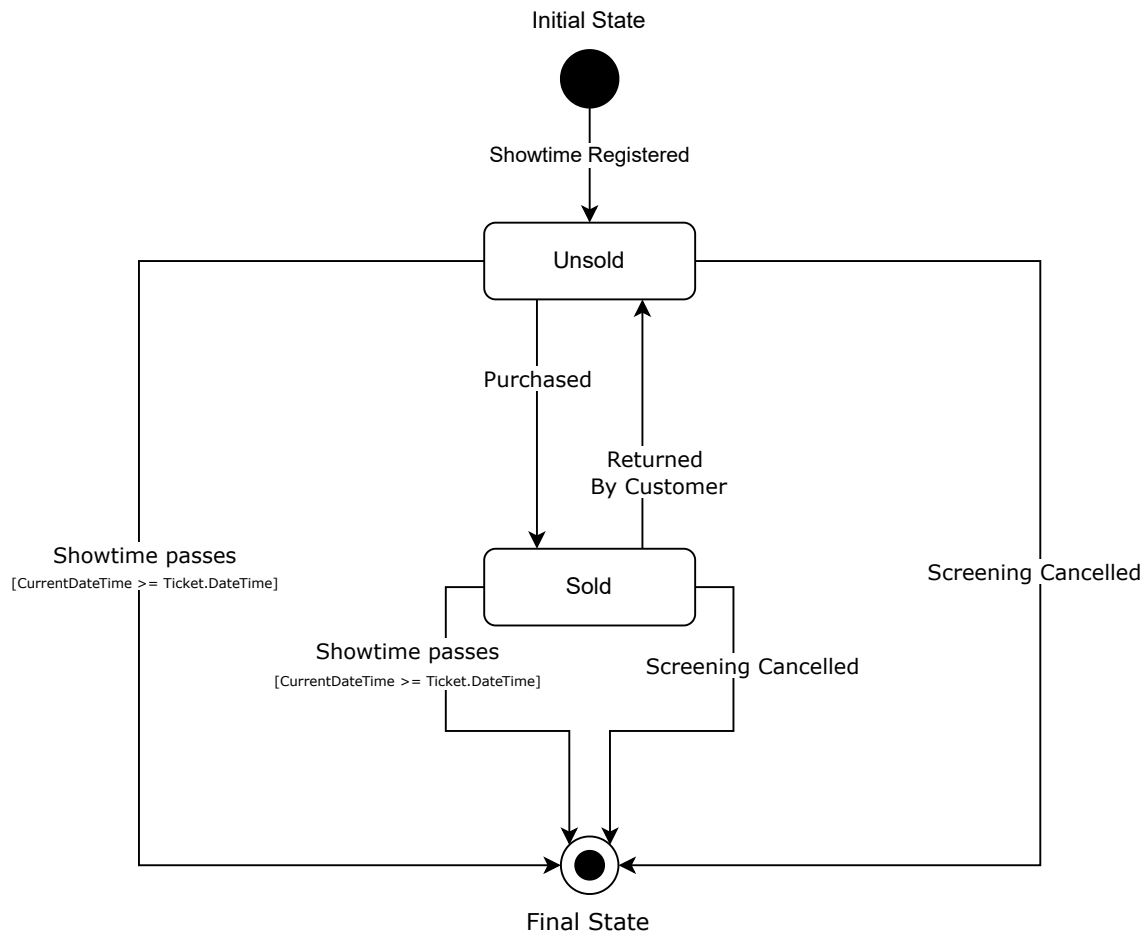 Initial State
Showtime Registered
Unsold
Purchased
Returned
By Customer
Showtime passes
[CurrentDateTime >= Ticket.DateTime]
Screening Cancelled
Sold
Showtime passes
[CurrentDateTime >= Ticket.DateTime]
Screening Cancelled
Final State